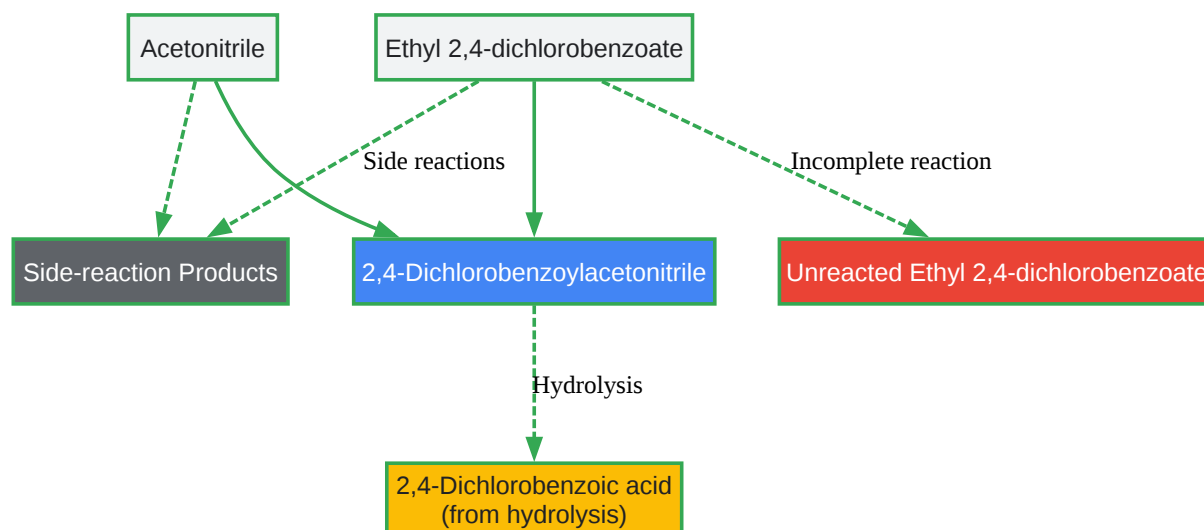 Acetonitrile
Ethyl 2,4-dichlorobenzoate
Side reactions
Incomplete reaction
Side-reaction Products
2,4-Dichlorobenzoylacetonitrile
Unreacted Ethyl 2,4-dichlorobenzoate
Hydrolysis
2,4-Dichlorobenzoic acid
(from hydrolysis)